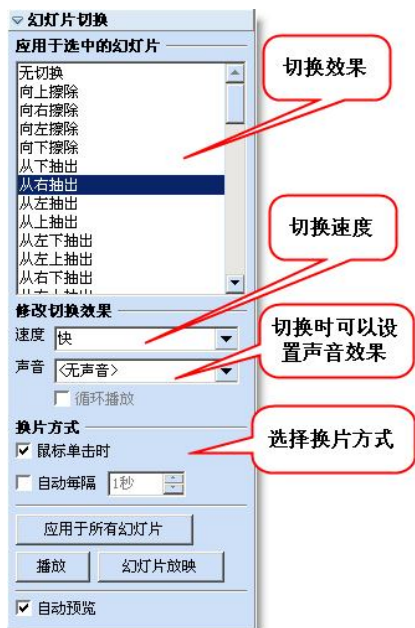 幻灯片切换
应用于选中的幻灯片
无切换
向上擦除
向右擦除
向左擦除
向下擦除
从下抽出
从右抽出
从左抽出
从上抽出
从左下抽出
从左上抽出
从右下抽出
从右上抽出
修改切换效果
速度 快
声音 <无声音>
循环播放
换片方式
鼠标单击时
自动每隔 1秒
应用于所有幻灯片
播放 幻灯片放映
自动预览
切换效果
切换速度
切换时可以设
置声音效果
选择换片方式